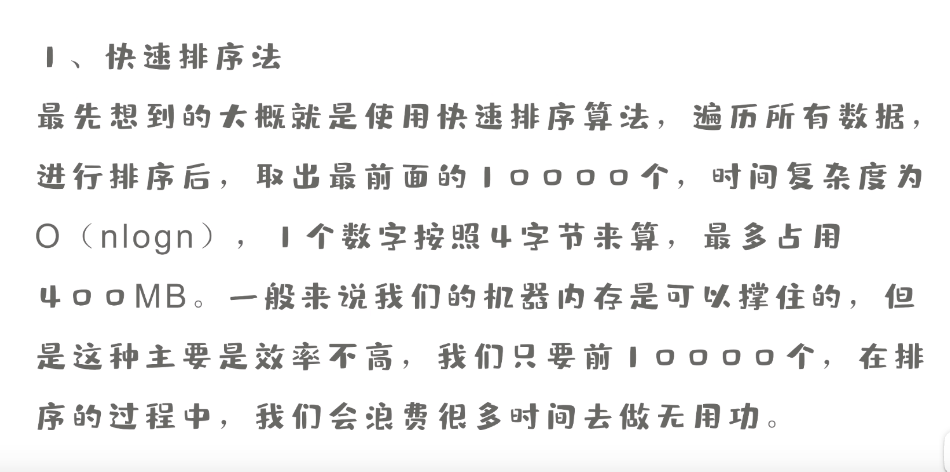 1、快速排序法
最先想到的大概就是使用快速排序算法，遍历所有数据，
进行排序后，取出最前面的10000个，时间复杂度为
O（nlogn），1个数字按照4字节来算，最多占用
400MB。一般来说我们的机器内存是可以撑住的，但
是这种主要是效率不高，我们只要前10000个，在排
序的过程中，我们会浪费很多时间去做无用功。